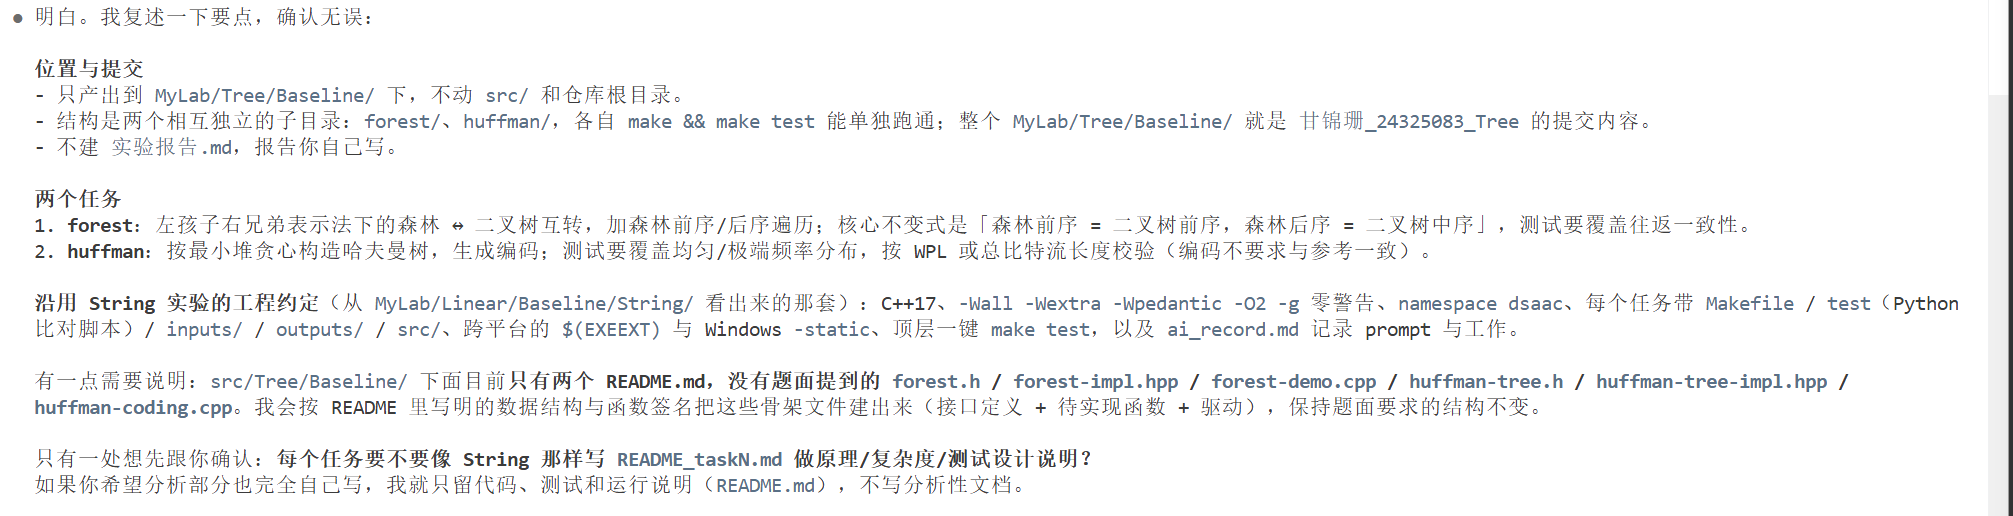 ● 明白。我复述一下要点，确认无误：
位置与提交
- 只产出到 MyLab/Tree/Baseline/ 下，不动 src/ 和仓库根目录。
- 结构是两个相互独立的子目录：forest/、huffman/，各自 make && make test 能单独跑通；整个 MyLab/Tree/Baseline/ 就是 甘锦珊_24325083_Tree 的提交内容。
- 不建 实验报告.md，报告你自己写。
两个任务
1. forest：左孩子右兄弟表示法下的森林 ↔ 二叉树互转，加森林前序/后序遍历；核心不变式是「森林前序 = 二叉树前序，森林后序 = 二叉树中序」，测试要覆盖往返一致性。
2. huffman：按最小堆贪心构造哈夫曼树，生成编码；测试要覆盖均匀/极端频率分布，按 WPL 或总比特流长度校验（编码不要求与参考一致）。
沿用 String 实验的工程约定（从 MyLab/Linear/Baseline/String/ 看出来的那套）：C++17、-Wall -Wextra -Wpedantic -O2 -g 零警告、namespace dsaac、每个任务带 Makefile / test（Python
比对脚本）/ inputs/ / outputs/ / src/、跨平台的 $(EXEEXT) 与 Windows -static、顶层一键 make test，以及 ai_record.md 记录 prompt 与工作。
有一点需要说明：src/Tree/Baseline/ 下面目前只有两个 README.md，没有题面提到的 forest.h / forest-impl.hpp / forest-demo.cpp / huffman-tree.h / huffman-tree-impl.hpp /
huffman-coding.cpp。我会按 README 里写明的数据结构与函数签名把这些骨架文件建出来（接口定义 + 待实现函数 + 驱动），保持题面要求的结构不变。
只有一处想先跟你确认：每个任务要不要像 String 那样写 README_taskN.md 做原理/复杂度/测试设计说明？
如果你希望分析部分也完全自己写，我就只留代码、测试和运行说明（README.md），不写分析性文档。